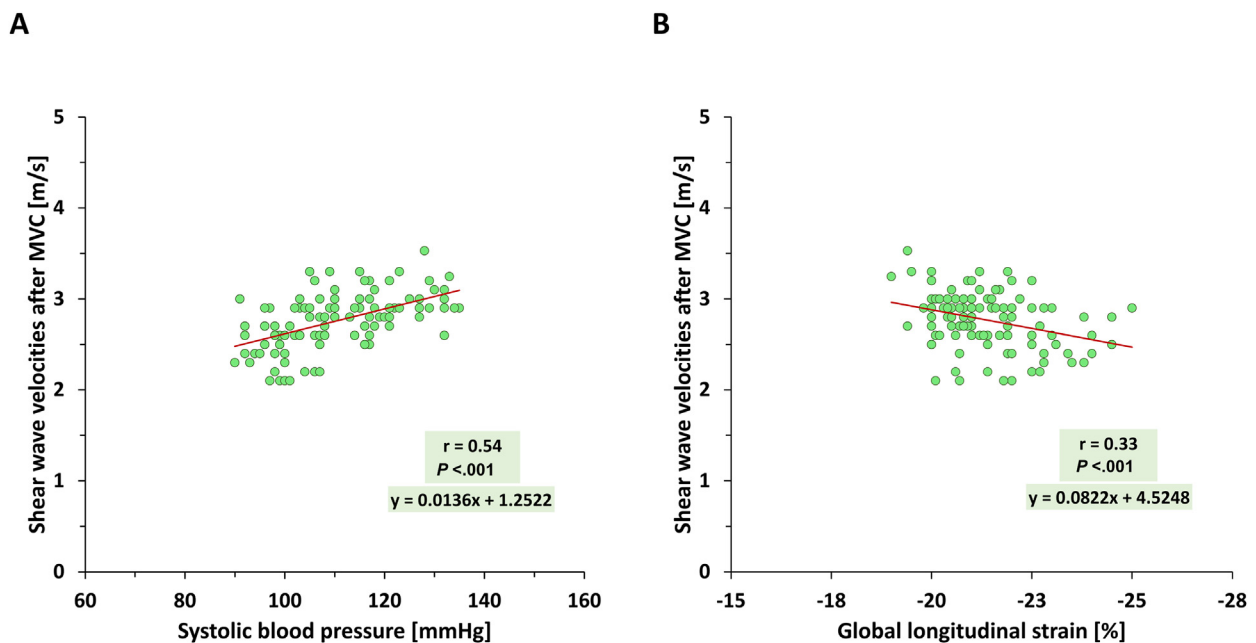 A
Shear wave velocities after MVC [m/s]
5
4
3
2
1
0
60
80
100
120
140
160
Systolic blood pressure [mmHg]
r = 0.54
P <.001
y = 0.0136x + 1.2522
B
Shear wave velocities after MVC [m/s]
5
4
3
2
1
0
-15
-20
-23
-25
-28
Global longitudinal strain [%]
r = 0.33
P <.001
y = 0.0822x + 4.5248